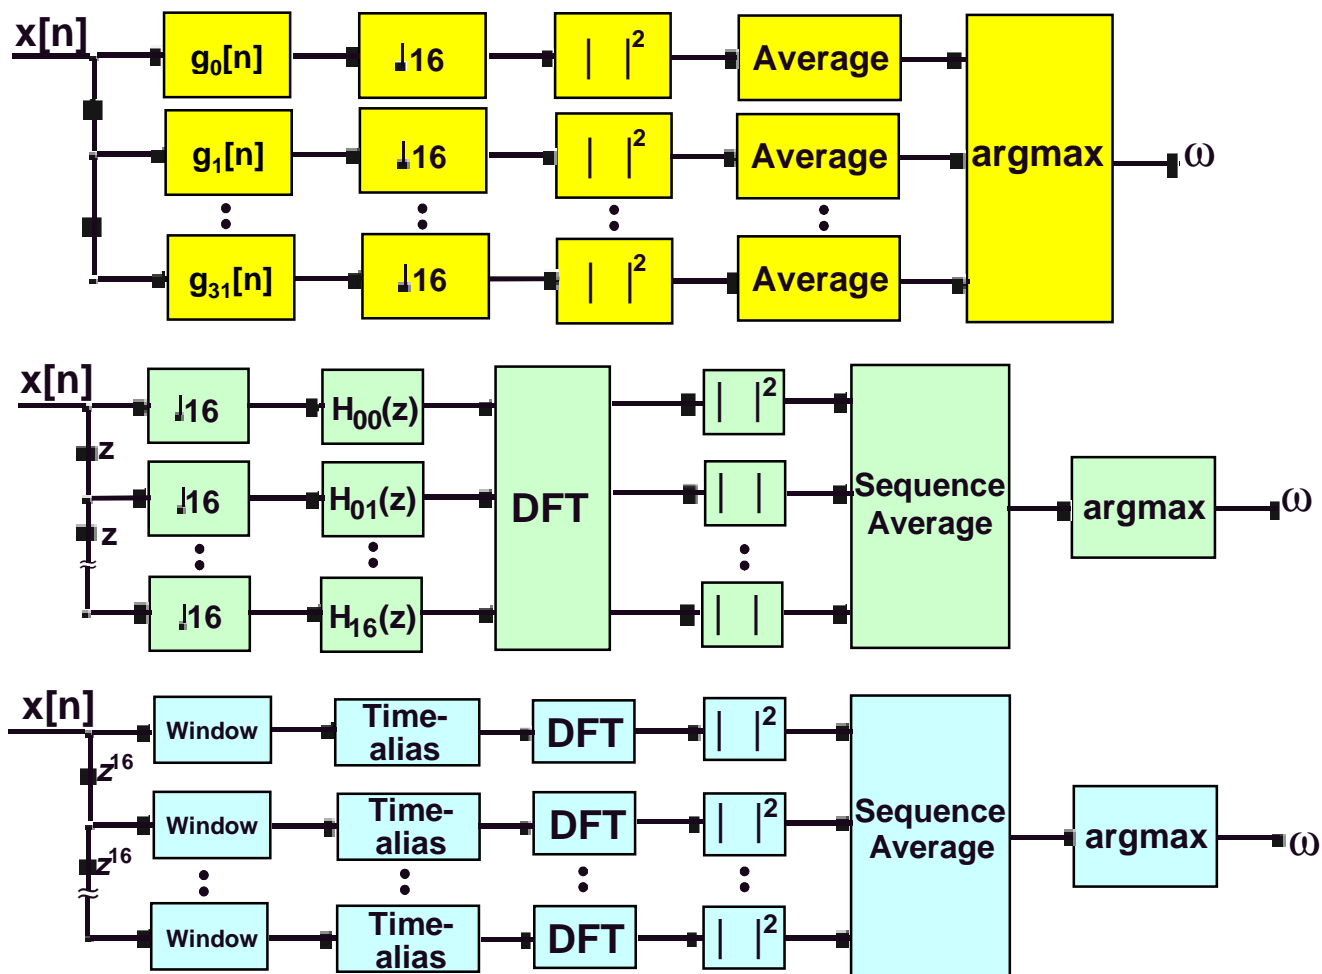 x[n]
g0[n] ↓16 | |2 Average
g1[n] ↓16 | |2 Average
argmax ω
g31[n] ↓16 | |2 Average
x[n]
↓16 H00(z) | |2
z
↓16 H01(z) DFT | | Sequence
Average argmax ω
z
↓16 H16(z) | |
x[n]
Window Time-
alias DFT | |2
z16
Window Time-
alias DFT | |2 Sequence
Average argmax ω
z16
Window Time-
alias DFT | |2